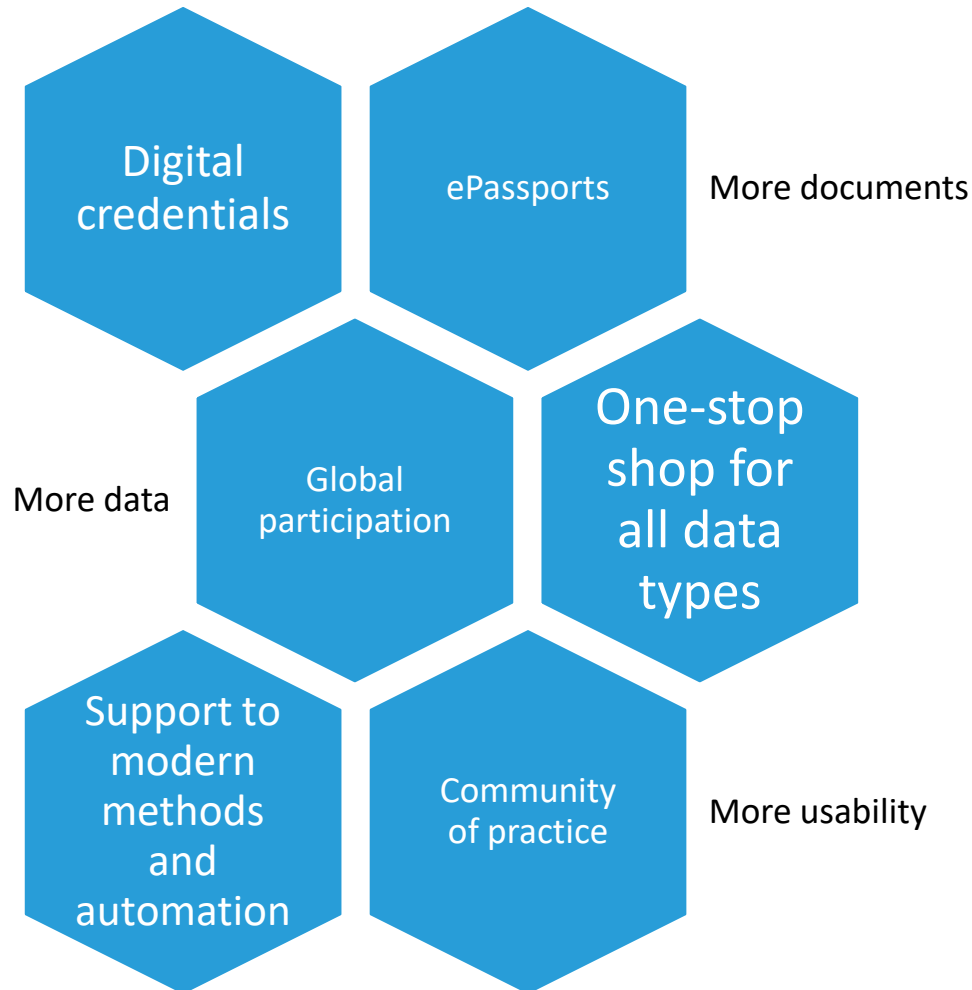 Digital
credentials
ePassports
More documents
More data
Global
participation
One-stop
shop for
all data
types
Support to
modern
methods
and
automation
Community
of practice
More usability